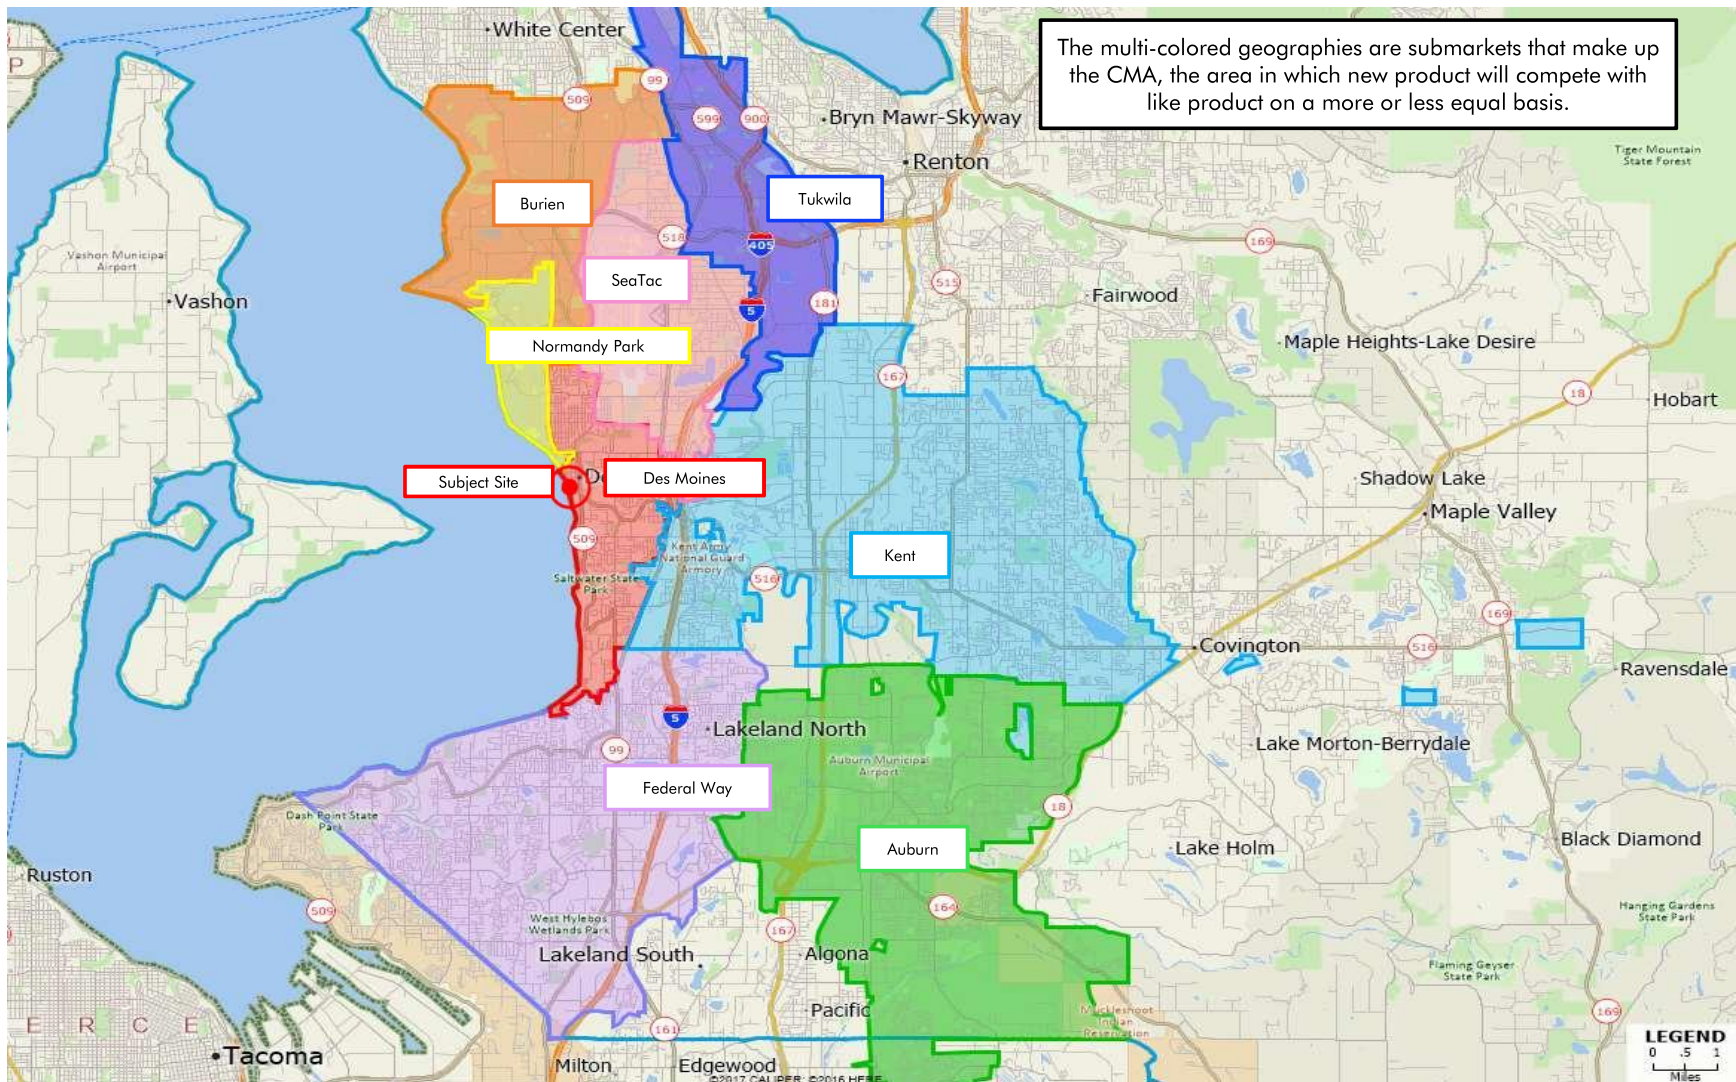 The multi-colored geographies are submarkets that make up
the CMA, the area in which new product will compete with
like product on a more or less equal basis.
White Center
P
99
509
599
900
Bryn Mawr-Skyway
Renton
Tiger Mountain
State Forest
Burien
Tukwila
518
405
169
Vashon Municipal
Airport
SeaTac
515
Vashon
5
181
Fairwood
Normandy Park
Maple Heights-Lake Desire
167
18
Hobart
Subject Site
De
Des Moines
Shadow Lake
Maple Valley
509
Kent Army
National Guard
Armory
Kent
Saltwater State
Park
516
169
Covington
516
Ravensdale
5
Lakeland North
99
Auburn Municipal
Airport
Lake Morton-Berrydale
Federal Way
Dash Point State
Park
18
Auburn
Lake Holm
Black Diamond
Ruston
509
West Hylebos
Wetlands Park
164
Hanging Gardens
State Park
167
Lakeland South
Algona
Flaming Geyser
State Park
Pacific
Muckleshoot
Indian
Reservation
169
E R C E
161
Tacoma
Milton
Edgewood
©2017 CALIPER; ©2016 HERE
LEGEND
0 .5 1
Miles